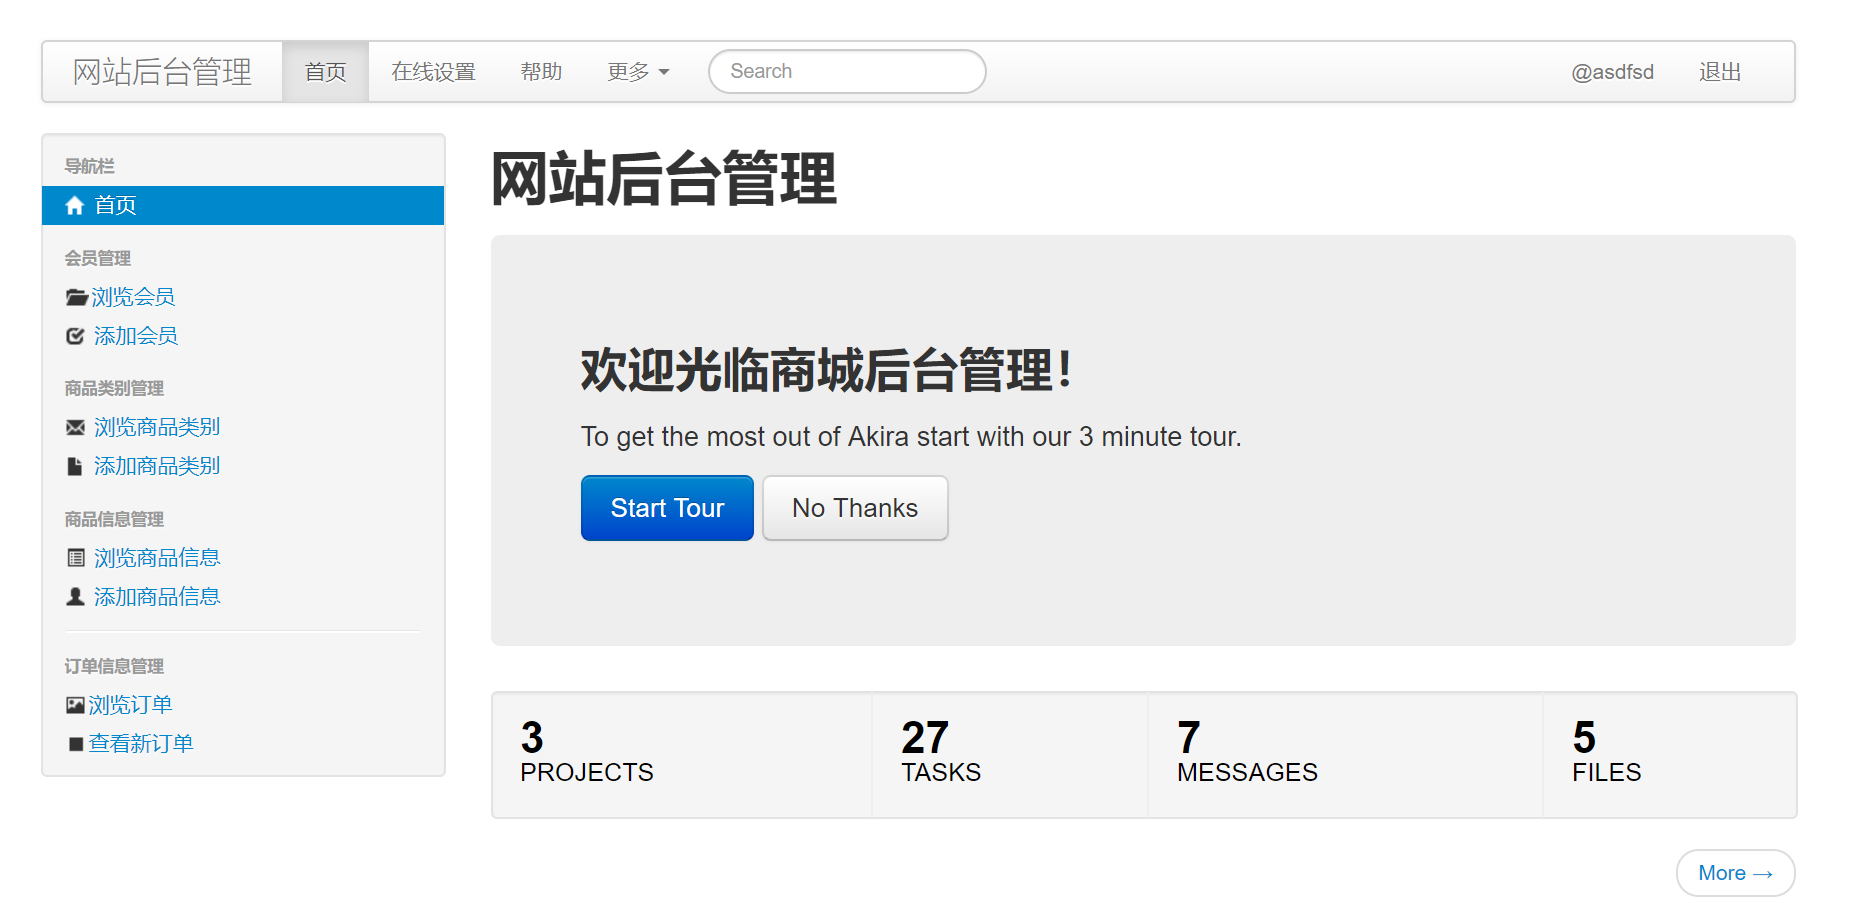 网站后台管理 首页 在线设置 帮助 更多 Search @asdfsd 退出
导航栏
首页
会员管理
浏览会员
添加会员
商品类别管理
浏览商品类别
添加商品类别
商品信息管理
浏览商品信息
添加商品信息
订单信息管理
浏览订单
查看新订单
网站后台管理
欢迎光临商城后台管理！
To get the most out of Akira start with our 3 minute tour.
Start Tour No Thanks
3
PROJECTS
27
TASKS
7
MESSAGES
5
FILES
More →